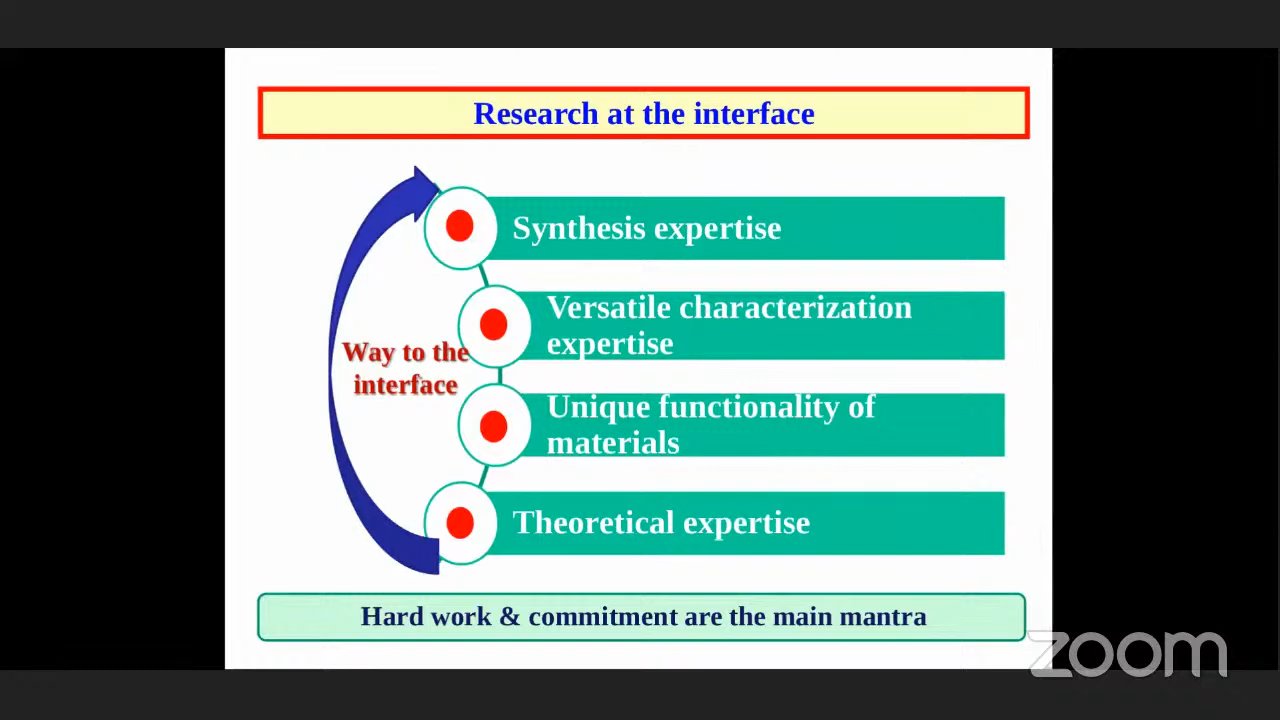 Research at the interface
Synthesis expertise
Versatile characterization
expertise
Way to the
interface
Unique functionality of
materials
Theoretical expertise
Hard work & commitment are the main mantra
zoom